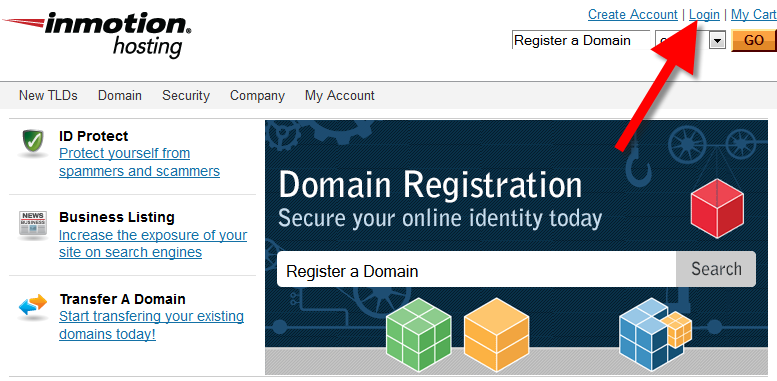 inmotion
hosting
Create Account | Login | My Cart
Register a Domain
GO
New TLDs Domain Security Company My Account
ID Protect
Protect yourself from
spammers and scammers
NEWS
BUSINESS
Business Listing
Increase the exposure of your
site on search engines
Transfer A Domain
Start transfering your existing
domains today!
Domain Registration
Secure your online identity today
Register a Domain
Search